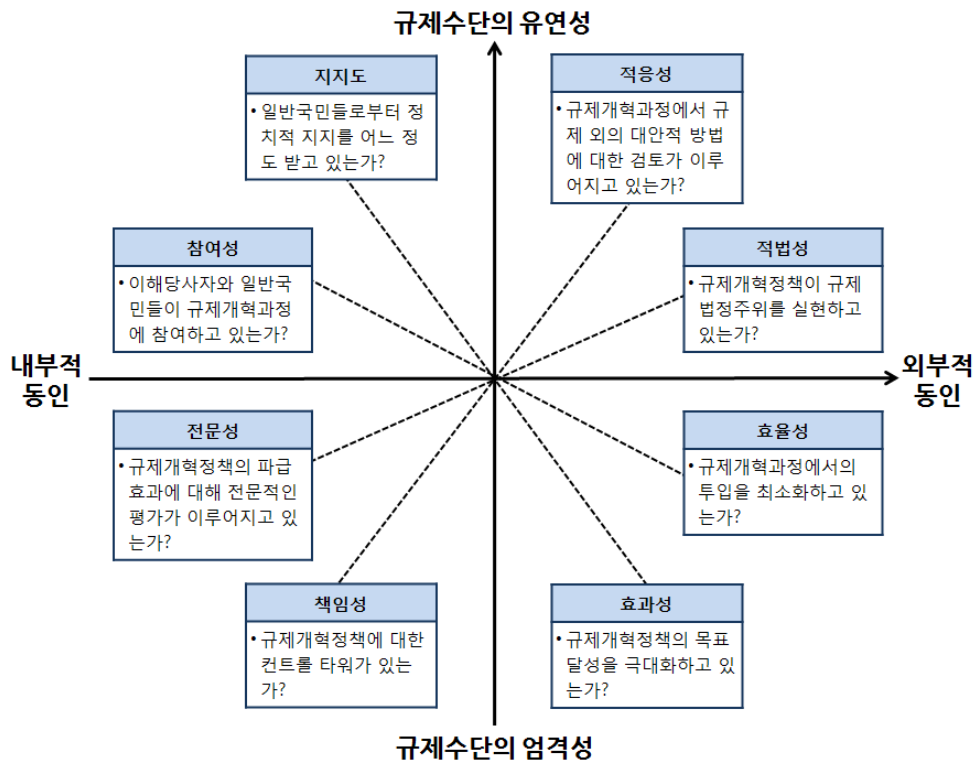 규제수단의 유연성
지지도
• 일반국민들로부터 정
치적 지지를 어느 정
도 받고 있는가?
적응성
• 규제개혁과정에서 규
제 외의 대안적 방법
에 대한 검토가 이루
어지고 있는가?
참여성
• 이해당사자와 일반국
민들이 규제개혁과정
에 참여하고 있는가?
적법성
• 규제개혁정책이 규제
법정주위를 실현하고
있는가?
내부적
동인
외부적
동인
전문성
• 규제개혁정책의 파급
효과에 대해 전문적인
평가가 이루어지고 있
는가?
효율성
• 규제개혁과정에서의
투입을 최소화하고 있
는가?
책임성
• 규제개혁정책에 대한
컨트롤 타워가 있는
가?
효과성
• 규제개혁정책의 목표
달성을 극대화하고 있
는가?
규제수단의 엄격성